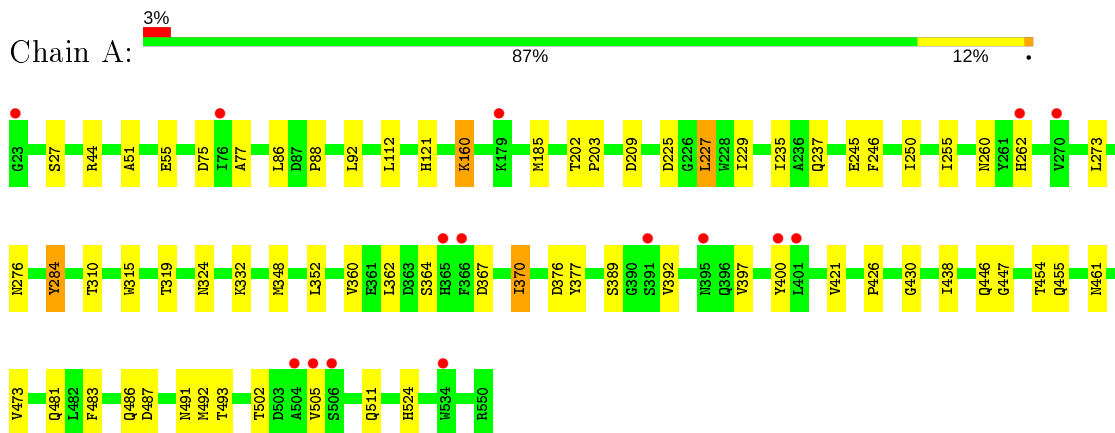 3%
Chain A:
87% 12% •
G23 S27 R44 A51 E55 D75 I76 A77 L86 D87 P88 L92 L112 H121 K160 K179 M185 T202 P203 D209 D225 G226 L227 W228 I229 I235 A236 Q237 E245 F246 I250 I255 N260 Y261 H262 V270 L273
N276 Y284 T310 W315 T319 N324 K332 M348 L352 V360 E361 L362 D363 S364 H365 F366 D367 I370 D376 Y377 S389 G390 S391 V392 N395 Q396 V397 Y400 L401 V421 P426 G430 I438 Q446 G447 T454 Q455 N461
V473 Q481 L482 F483 Q486 D487 N491 M492 T493 T502 D503 A504 V505 S506 Q511 H524 W534 R550